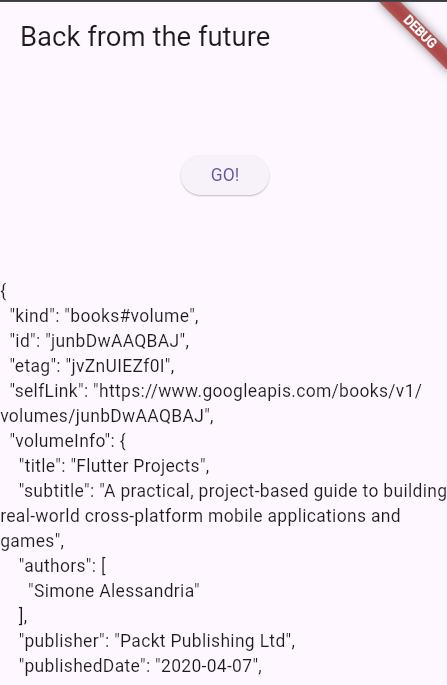 Back from the future
DEBUG
GO!
{
"kind": "books#volume",
"id": "junbDwAAQBAJ",
"etag": "jvZnUIEZf0I",
"selfLink": "https://www.googleapis.com/books/v1/
volumes/junbDwAAQBAJ",
"volumeInfo": {
"title": "Flutter Projects",
"subtitle": "A practical, project-based guide to building
real-world cross-platform mobile applications and
games",
"authors": [
"Simone Alessandria"
],
"publisher": "Packt Publishing Ltd",
"publishedDate": "2020-04-07",